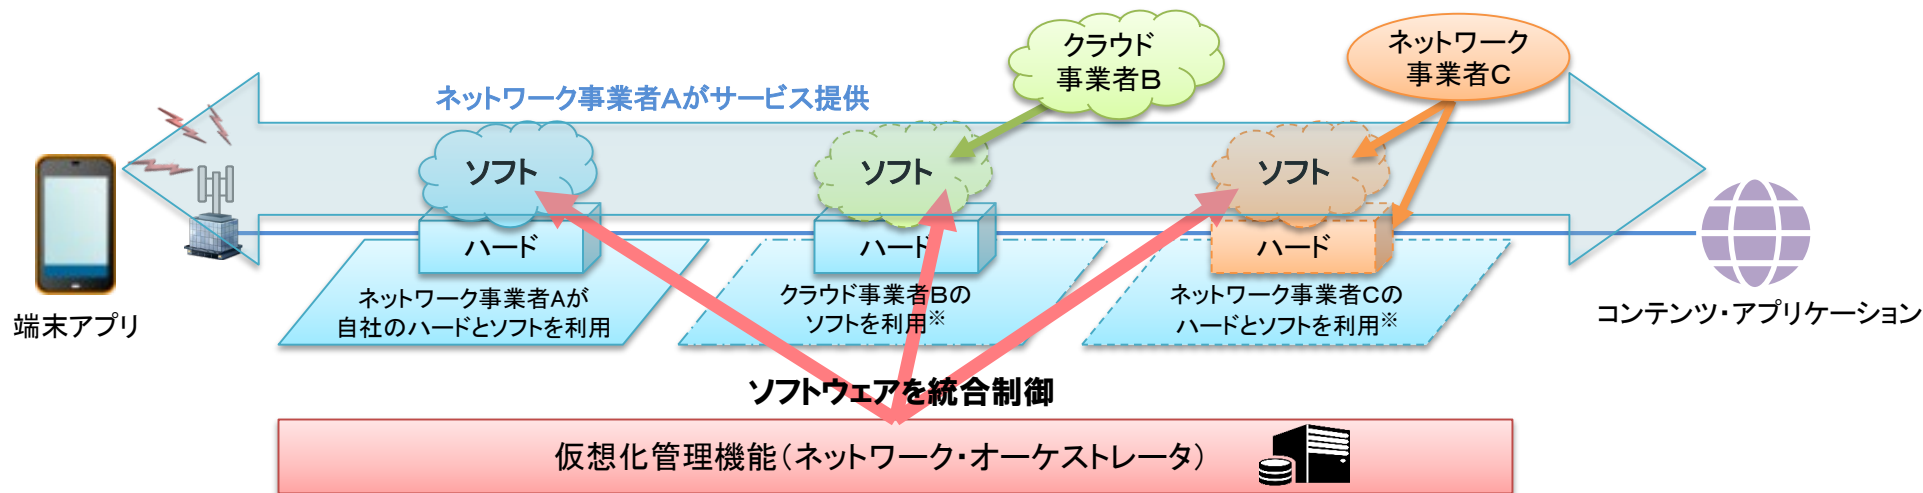 クラウド
事業者B
ネットワーク
事業者C
ネットワーク事業者Aがサービス提供
ソフト
ソフト
ソフト
ハード
ハード
ハード
ネットワーク事業者Aが
自社のハードとソフトを利用
クラウド事業者Bの
ソフトを利用※
ネットワーク事業者Cの
ハードとソフトを利用※
端末アプリ
コンテンツ・アプリケーション
ソフトウェアを統合制御
仮想化管理機能(ネットワーク・オーケストレータ)